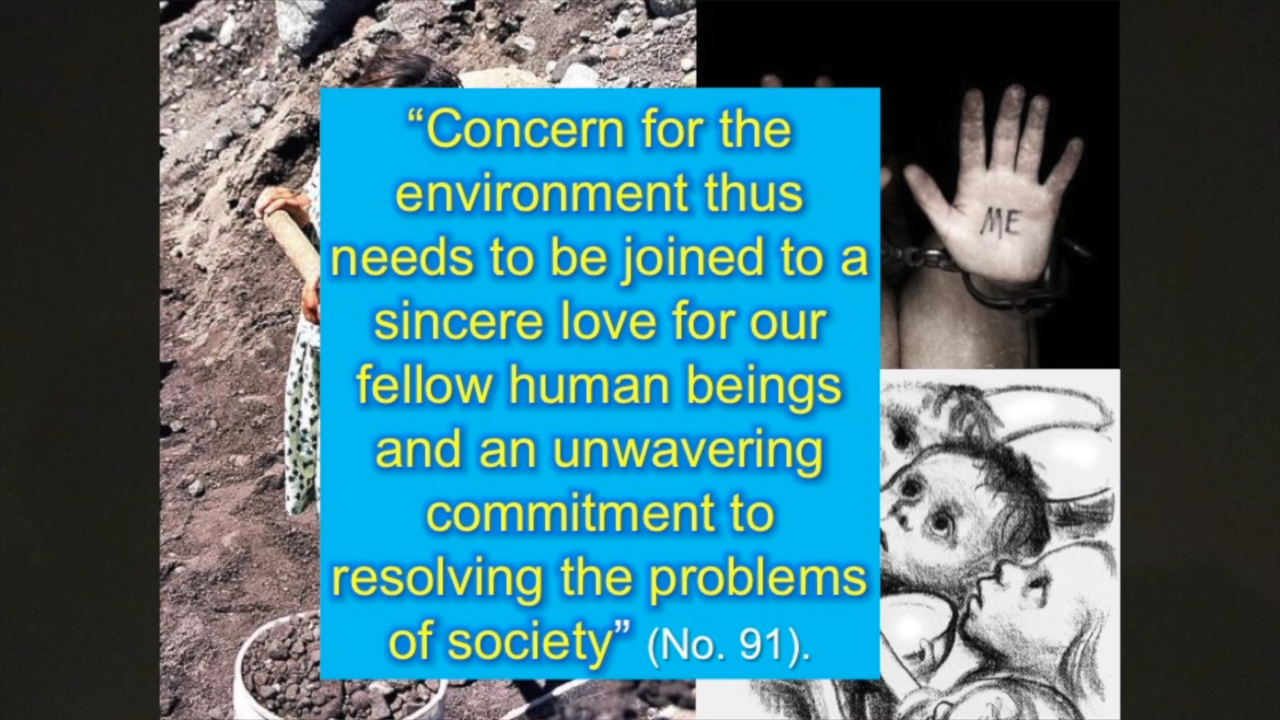 “Concern for the
environment thus
needs to be joined to a
sincere love for our
fellow human beings
and an unwavering
commitment to
resolving the problems
of society” (No. 91).
ME